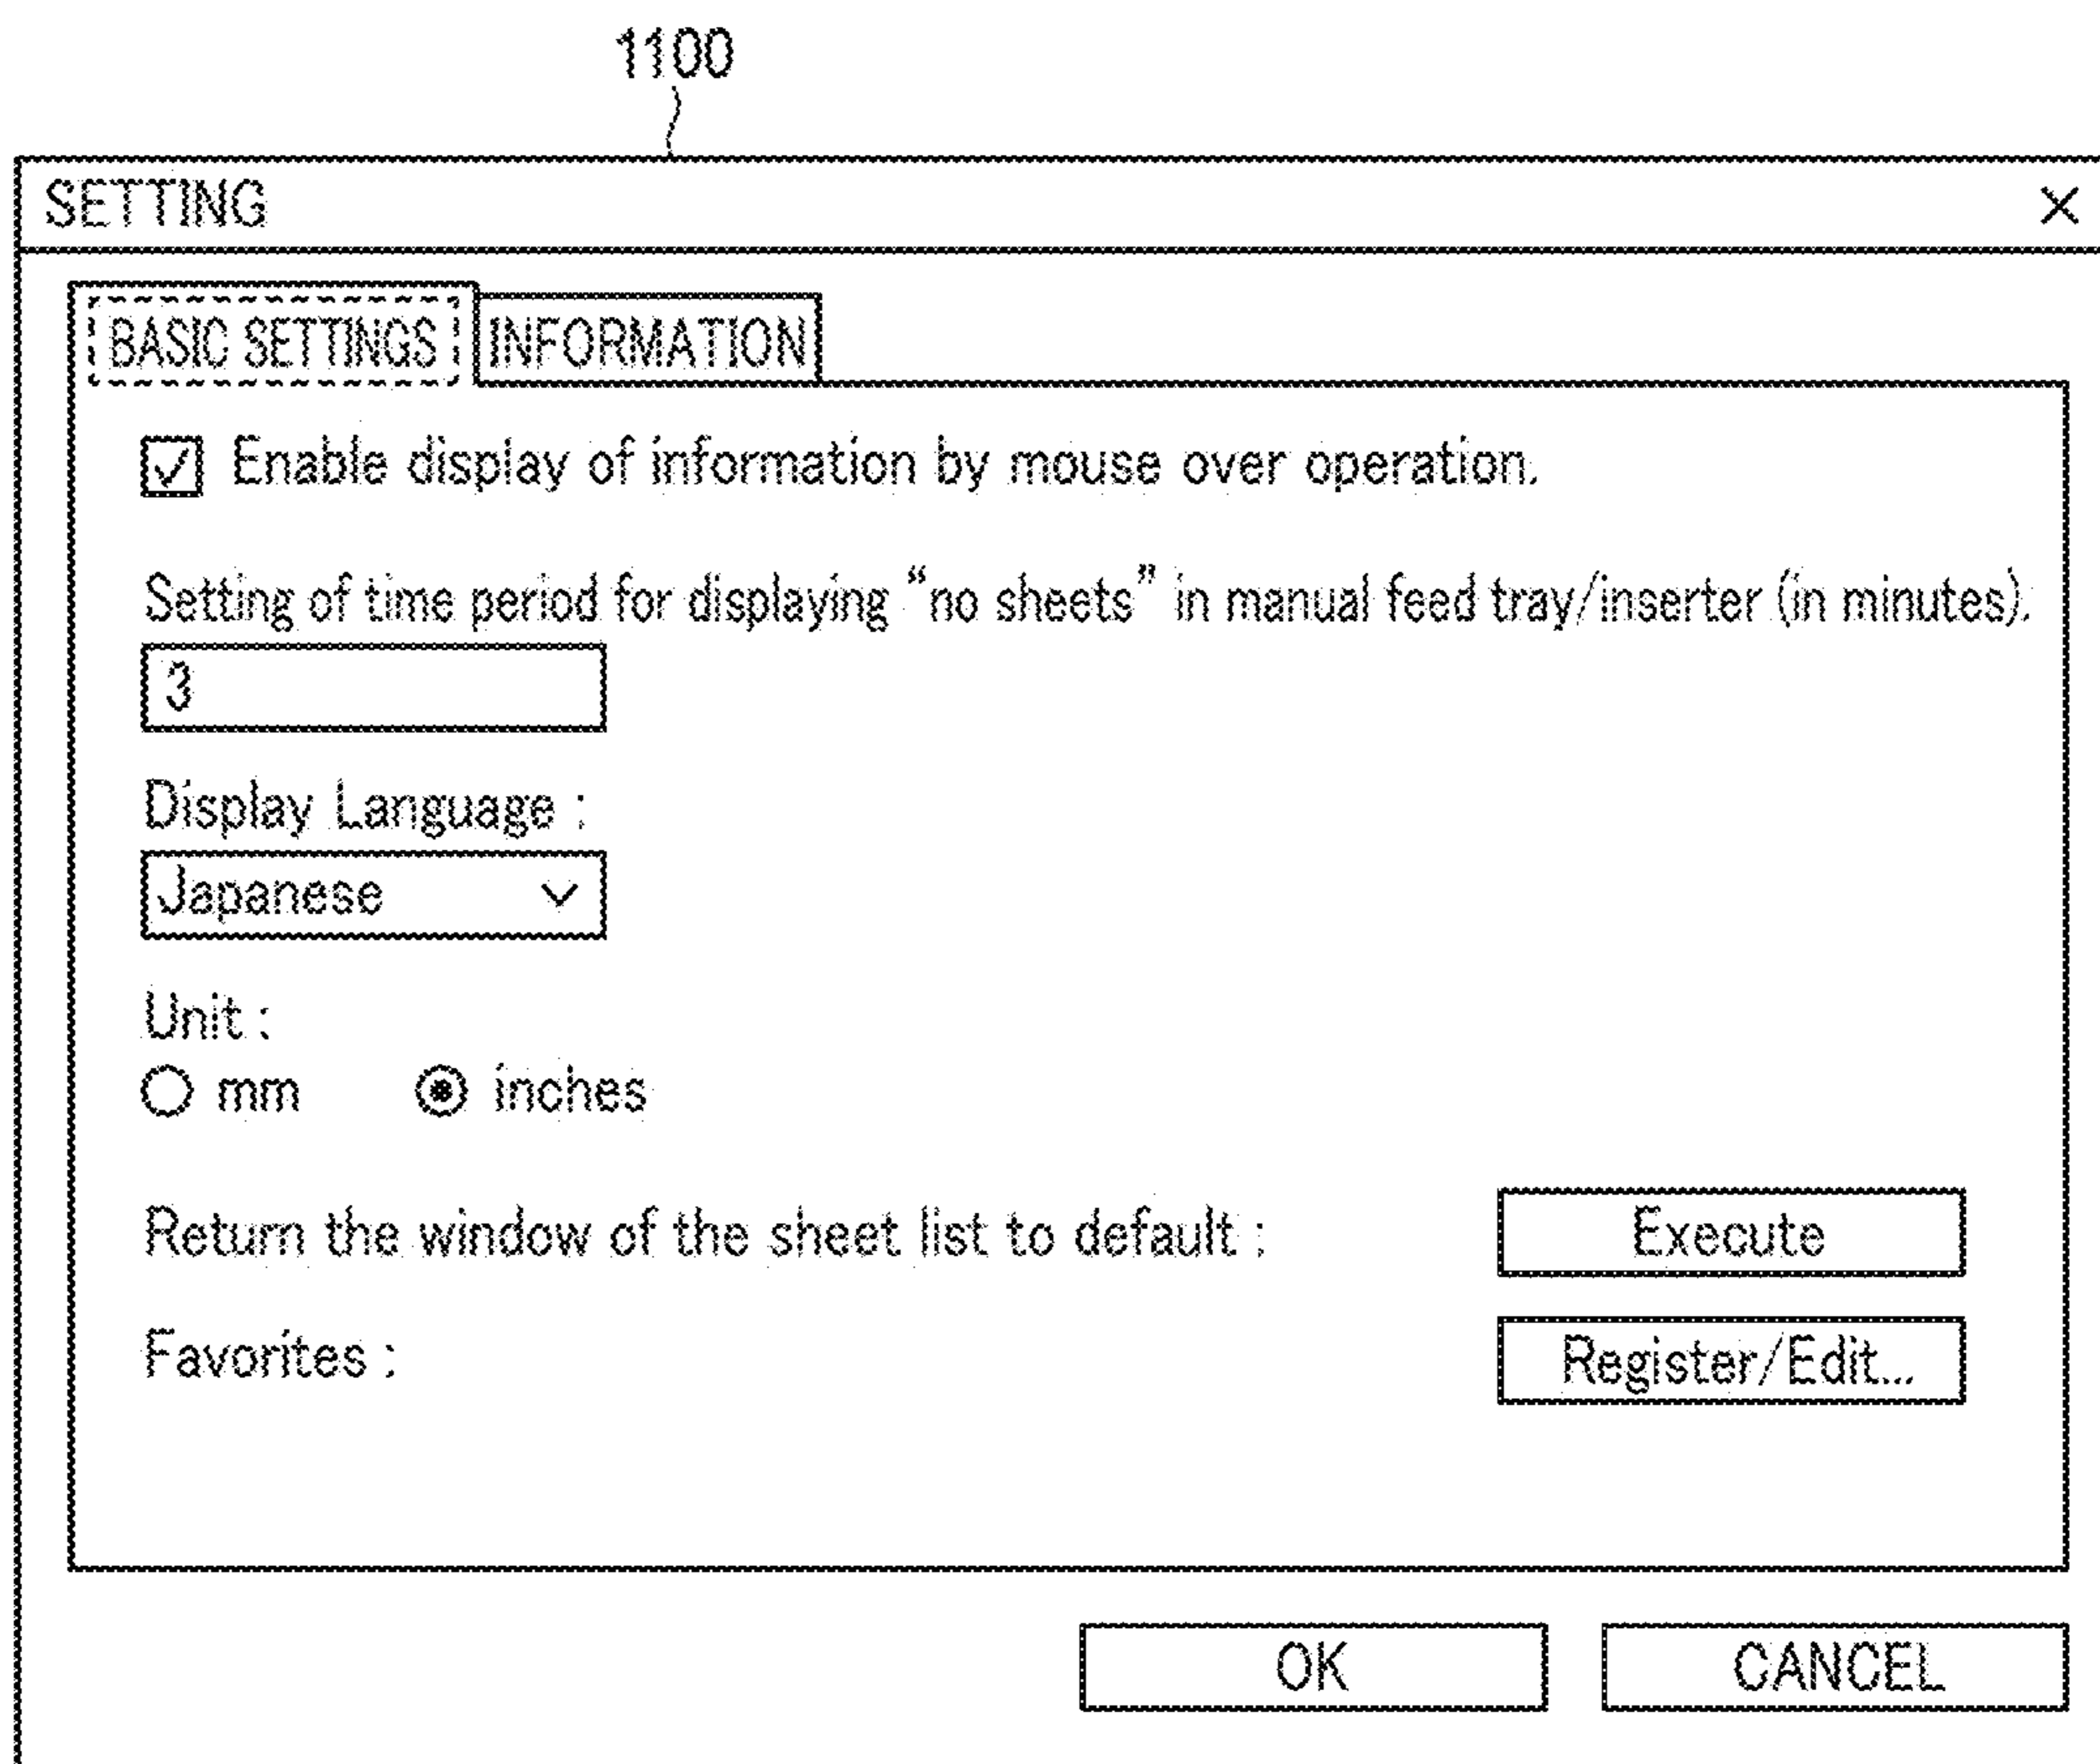 1100
SETTING ×
BASIC SETTINGS INFORMATION
Enable display of information by mouse over operation.
Setting of time period for displaying “no sheets” in manual feed tray/inserter (in minutes).
3
Display Language :
Japanese
Unit :
mm inches
Return the window of the sheet list to default : Execute
Favorites : Register/Edit...
OK CANCEL